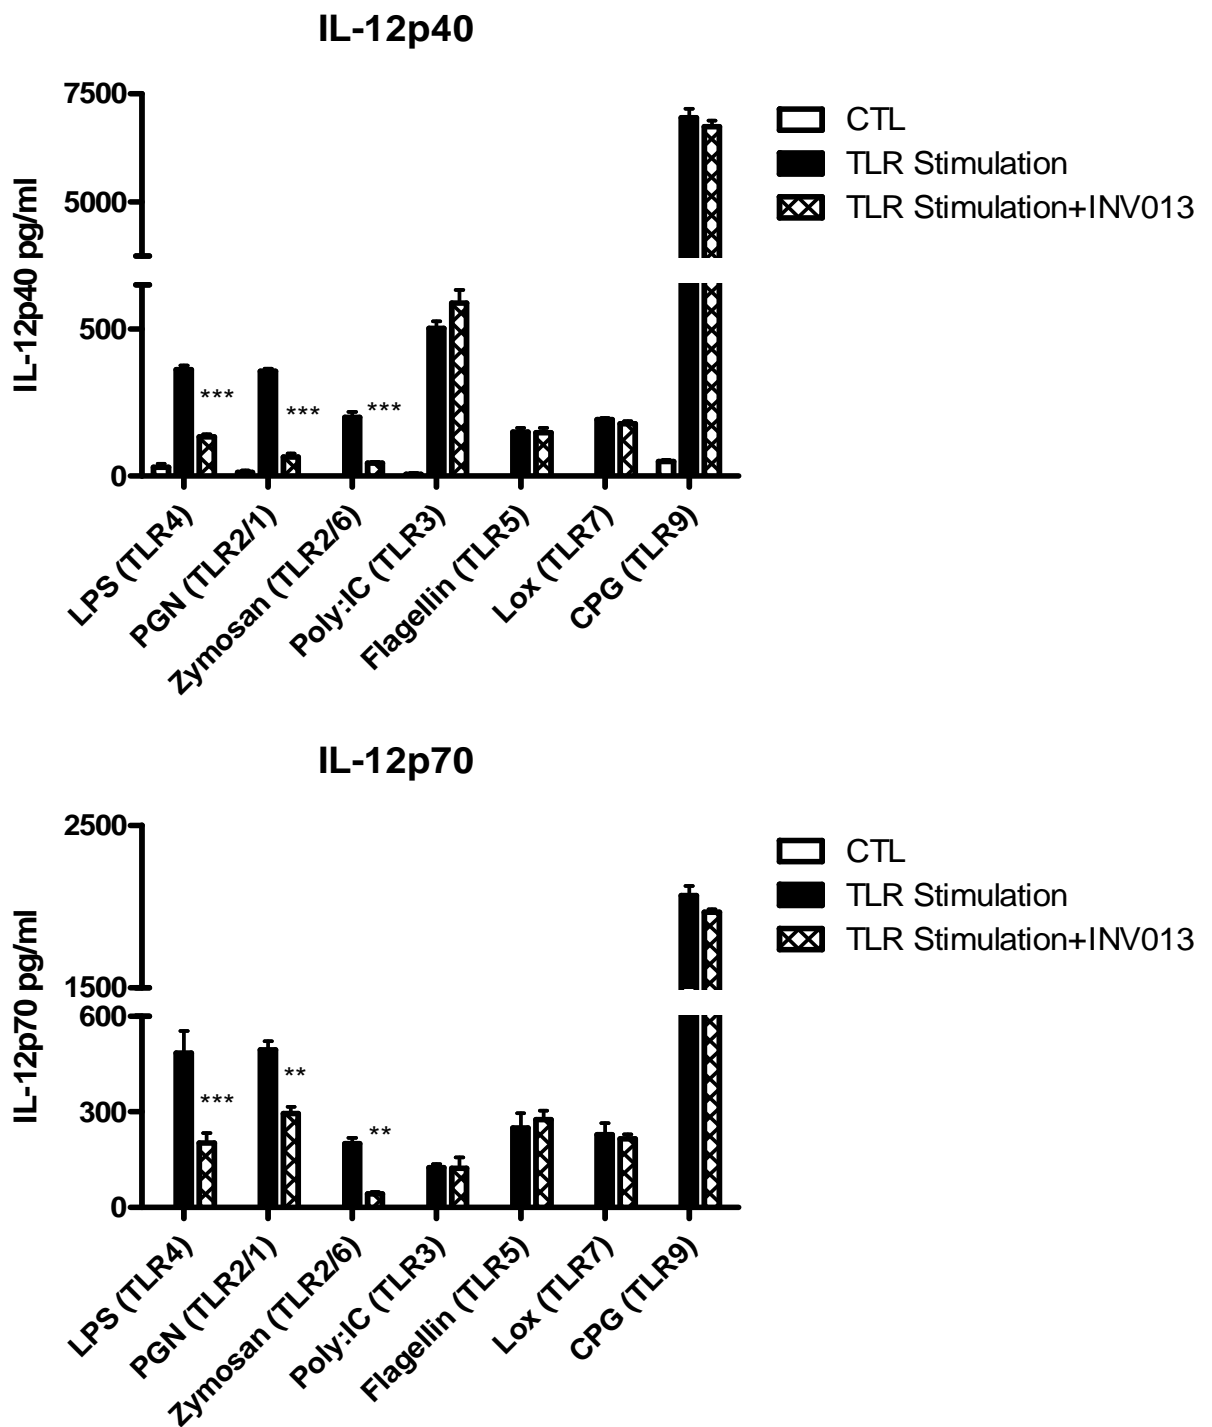 IL-12p40
IL-12p40 pg/ml
7500
5000
500
0
CTL
TLR Stimulation
TLR Stimulation+INV013
***
***
***
LPS (TLR4)
PGN (TLR2/1)
Zymosan (TLR2/6)
Poly:IC (TLR3)
Flagellin (TLR5)
Lox (TLR7)
CPG (TLR9)
IL-12p70
IL-12p70 pg/ml
2500
1500
600
300
0
CTL
TLR Stimulation
TLR Stimulation+INV013
***
**
**
LPS (TLR4)
PGN (TLR2/1)
Zymosan (TLR2/6)
Poly:IC (TLR3)
Flagellin (TLR5)
Lox (TLR7)
CPG (TLR9)